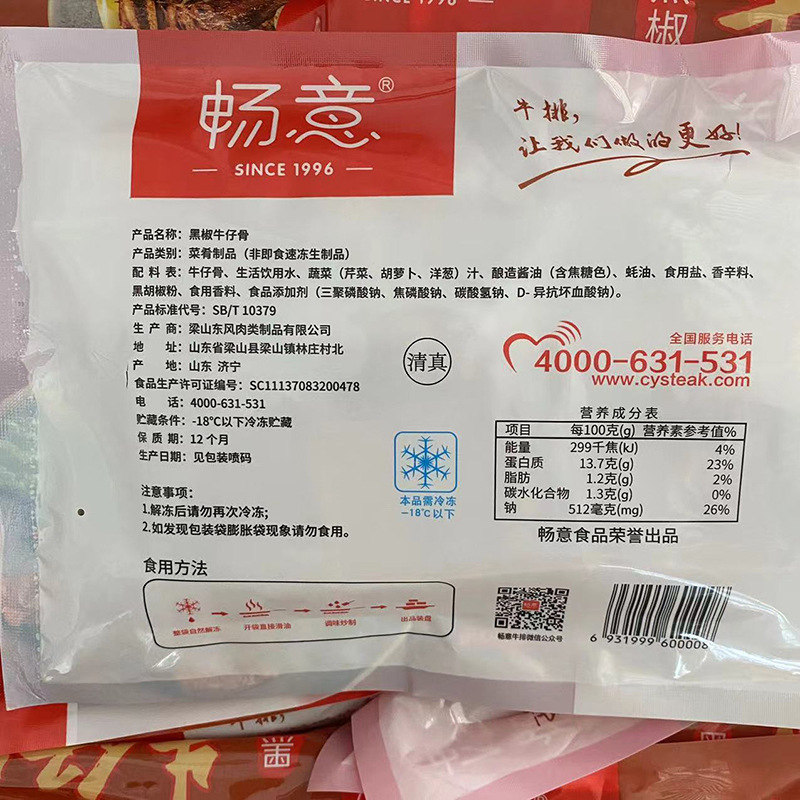 SINCE 1996
黑椒
畅意®
SINCE 1996
牛排,
让我们做的更好!
产品名称: 黑椒牛仔骨
产品类别: 菜肴制品 (非即食速冻生制品)
配 料 表: 牛仔骨、生活饮用水、蔬菜 (芹菜、胡萝卜、洋葱) 汁、酿造酱油 (含焦糖色)、蚝油、食用盐、香辛料、
黑胡椒粉、食用香料、食品添加剂 (三聚磷酸钠、焦磷酸钠、碳酸氢钠、D- 异抗坏血酸钠)。
产品标准代号: SB/T 10379
生 产 商: 梁山东风肉类制品有限公司
地 址: 山东省梁山县梁山镇林庄村北
产 地: 山东 济宁
食品生产许可证编号: SC11137083200478
电 话: 4000-631-531
贮藏条件: -18℃以下冷冻贮藏
保 质 期: 12 个月
生产日期: 见包装喷码
清真
全国服务电话
4000-631-531
www.cysteak.com
注意事项:
1.解冻后请勿再次冷冻;
2.如发现包装袋膨胀袋现象请勿食用。
本品需冷冻
-18℃以下
营养成分表
项目 每100克(g) 营养素参考值%
能量 299千焦(kJ) 4%
蛋白质 13.7克(g) 23%
脂肪 1.2克(g) 2%
碳水化合物 1.3克(g) 0%
钠 512毫克(mg) 26%
畅意食品荣誉出品
食用方法
整袋自然解冻 开袋直接滑油 调味炒制 出品装盘
畅意牛排微信公众号
6 931999 600008
牛排,
黑